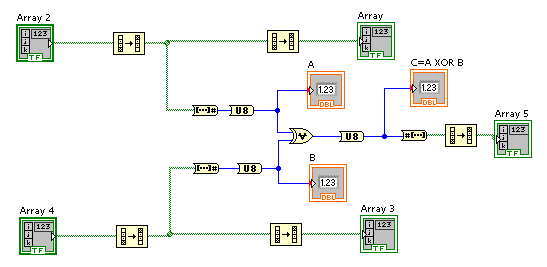 Array 2
i 123
j
k
TF
Array
i 123
j
k
TF
A
1.23
DBL
C=A XOR B
1.23
DBL
[...]# U8
U8
#[...]
Array 5
i 123
j
k
TF
[...]# U8
B
1.23
DBL
Array 4
i 123
j
k
TF
Array 3
i 123
j
k
TF